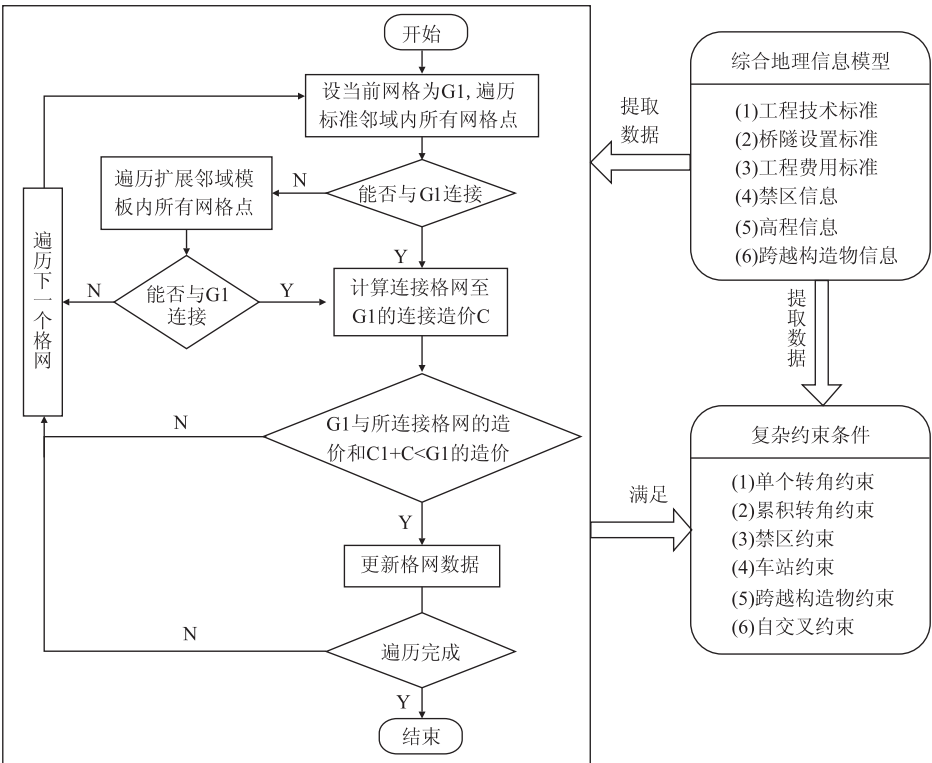 开始
设当前网格为G1, 遍历
标准邻域内所有网格点
能否与G1连接
N
Y
遍历扩展邻域模
板内所有网格点
能否与G1
连接
N
Y
遍历下一个格网
计算连接格网至
G1的连接造价C
G1与所连接格网的造
价和C1+C<G1的造价
N
Y
更新格网数据
遍历完成
N
Y
结束
提取
数据
综合地理信息模型
(1)工程技术标准
(2)桥隧设置标准
(3)工程费用标准
(4)禁区信息
(5)高程信息
(6)跨越构造物信息
提取数据
满足
复杂约束条件
(1)单个转角约束
(2)累积转角约束
(3)禁区约束
(4)车站约束
(5)跨越构造物约束
(6)自交叉约束